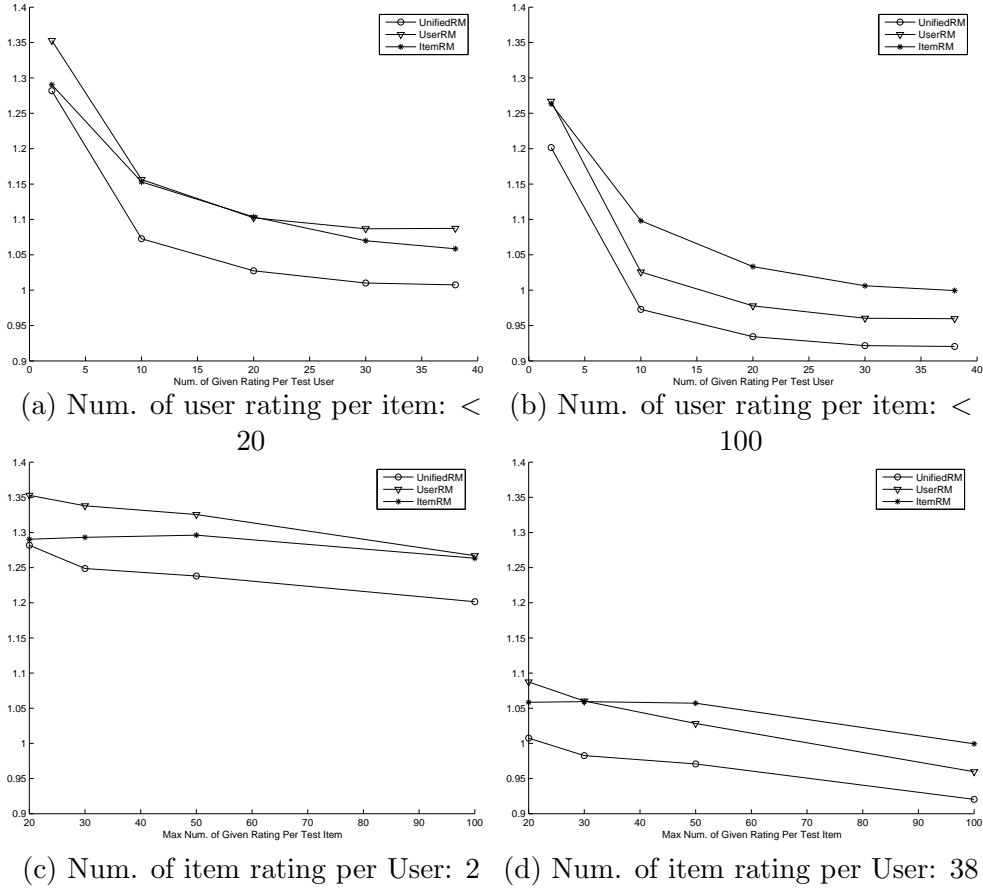 1.4
1.35
1.3
1.25
1.2
1.15
1.1
1.05
1
0.95
0.9
0 5 10 15 20 25 30 35 40
Num. of Given Rating Per Test User
UnifiedRM
UserRM
ItemRM
(a) Num. of user rating per item: <
20
1.4
1.35
1.3
1.25
1.2
1.15
1.1
1.05
1
0.95
0.9
0 5 10 15 20 25 30 35 40
Num. of Given Rating Per Test User
UnifiedRM
UserRM
ItemRM
(b) Num. of user rating per item: <
100
1.4
1.35
1.3
1.25
1.2
1.15
1.1
1.05
1
0.95
0.9
20 30 40 50 60 70 80 90 100
Max Num. of Given Rating Per Test Item
UnifiedRM
UserRM
ItemRM
(c) Num. of item rating per User: 2
1.4
1.35
1.3
1.25
1.2
1.15
1.1
1.05
1
0.95
0.9
20 30 40 50 60 70 80 90 100
Max Num. of Given Rating Per Test Item
UnifiedRM
UserRM
ItemRM
(d) Num. of item rating per User: 38